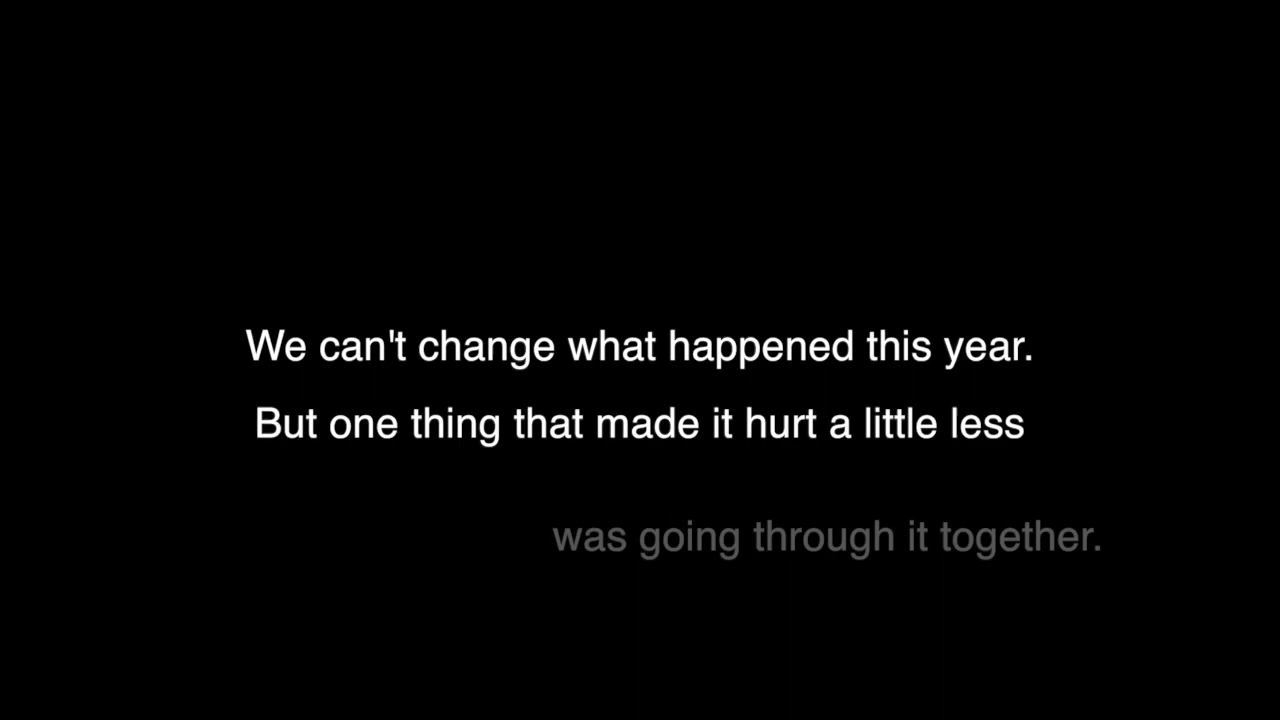 We can't change what happened this year.
But one thing that made it hurt a little less
was going through it together.